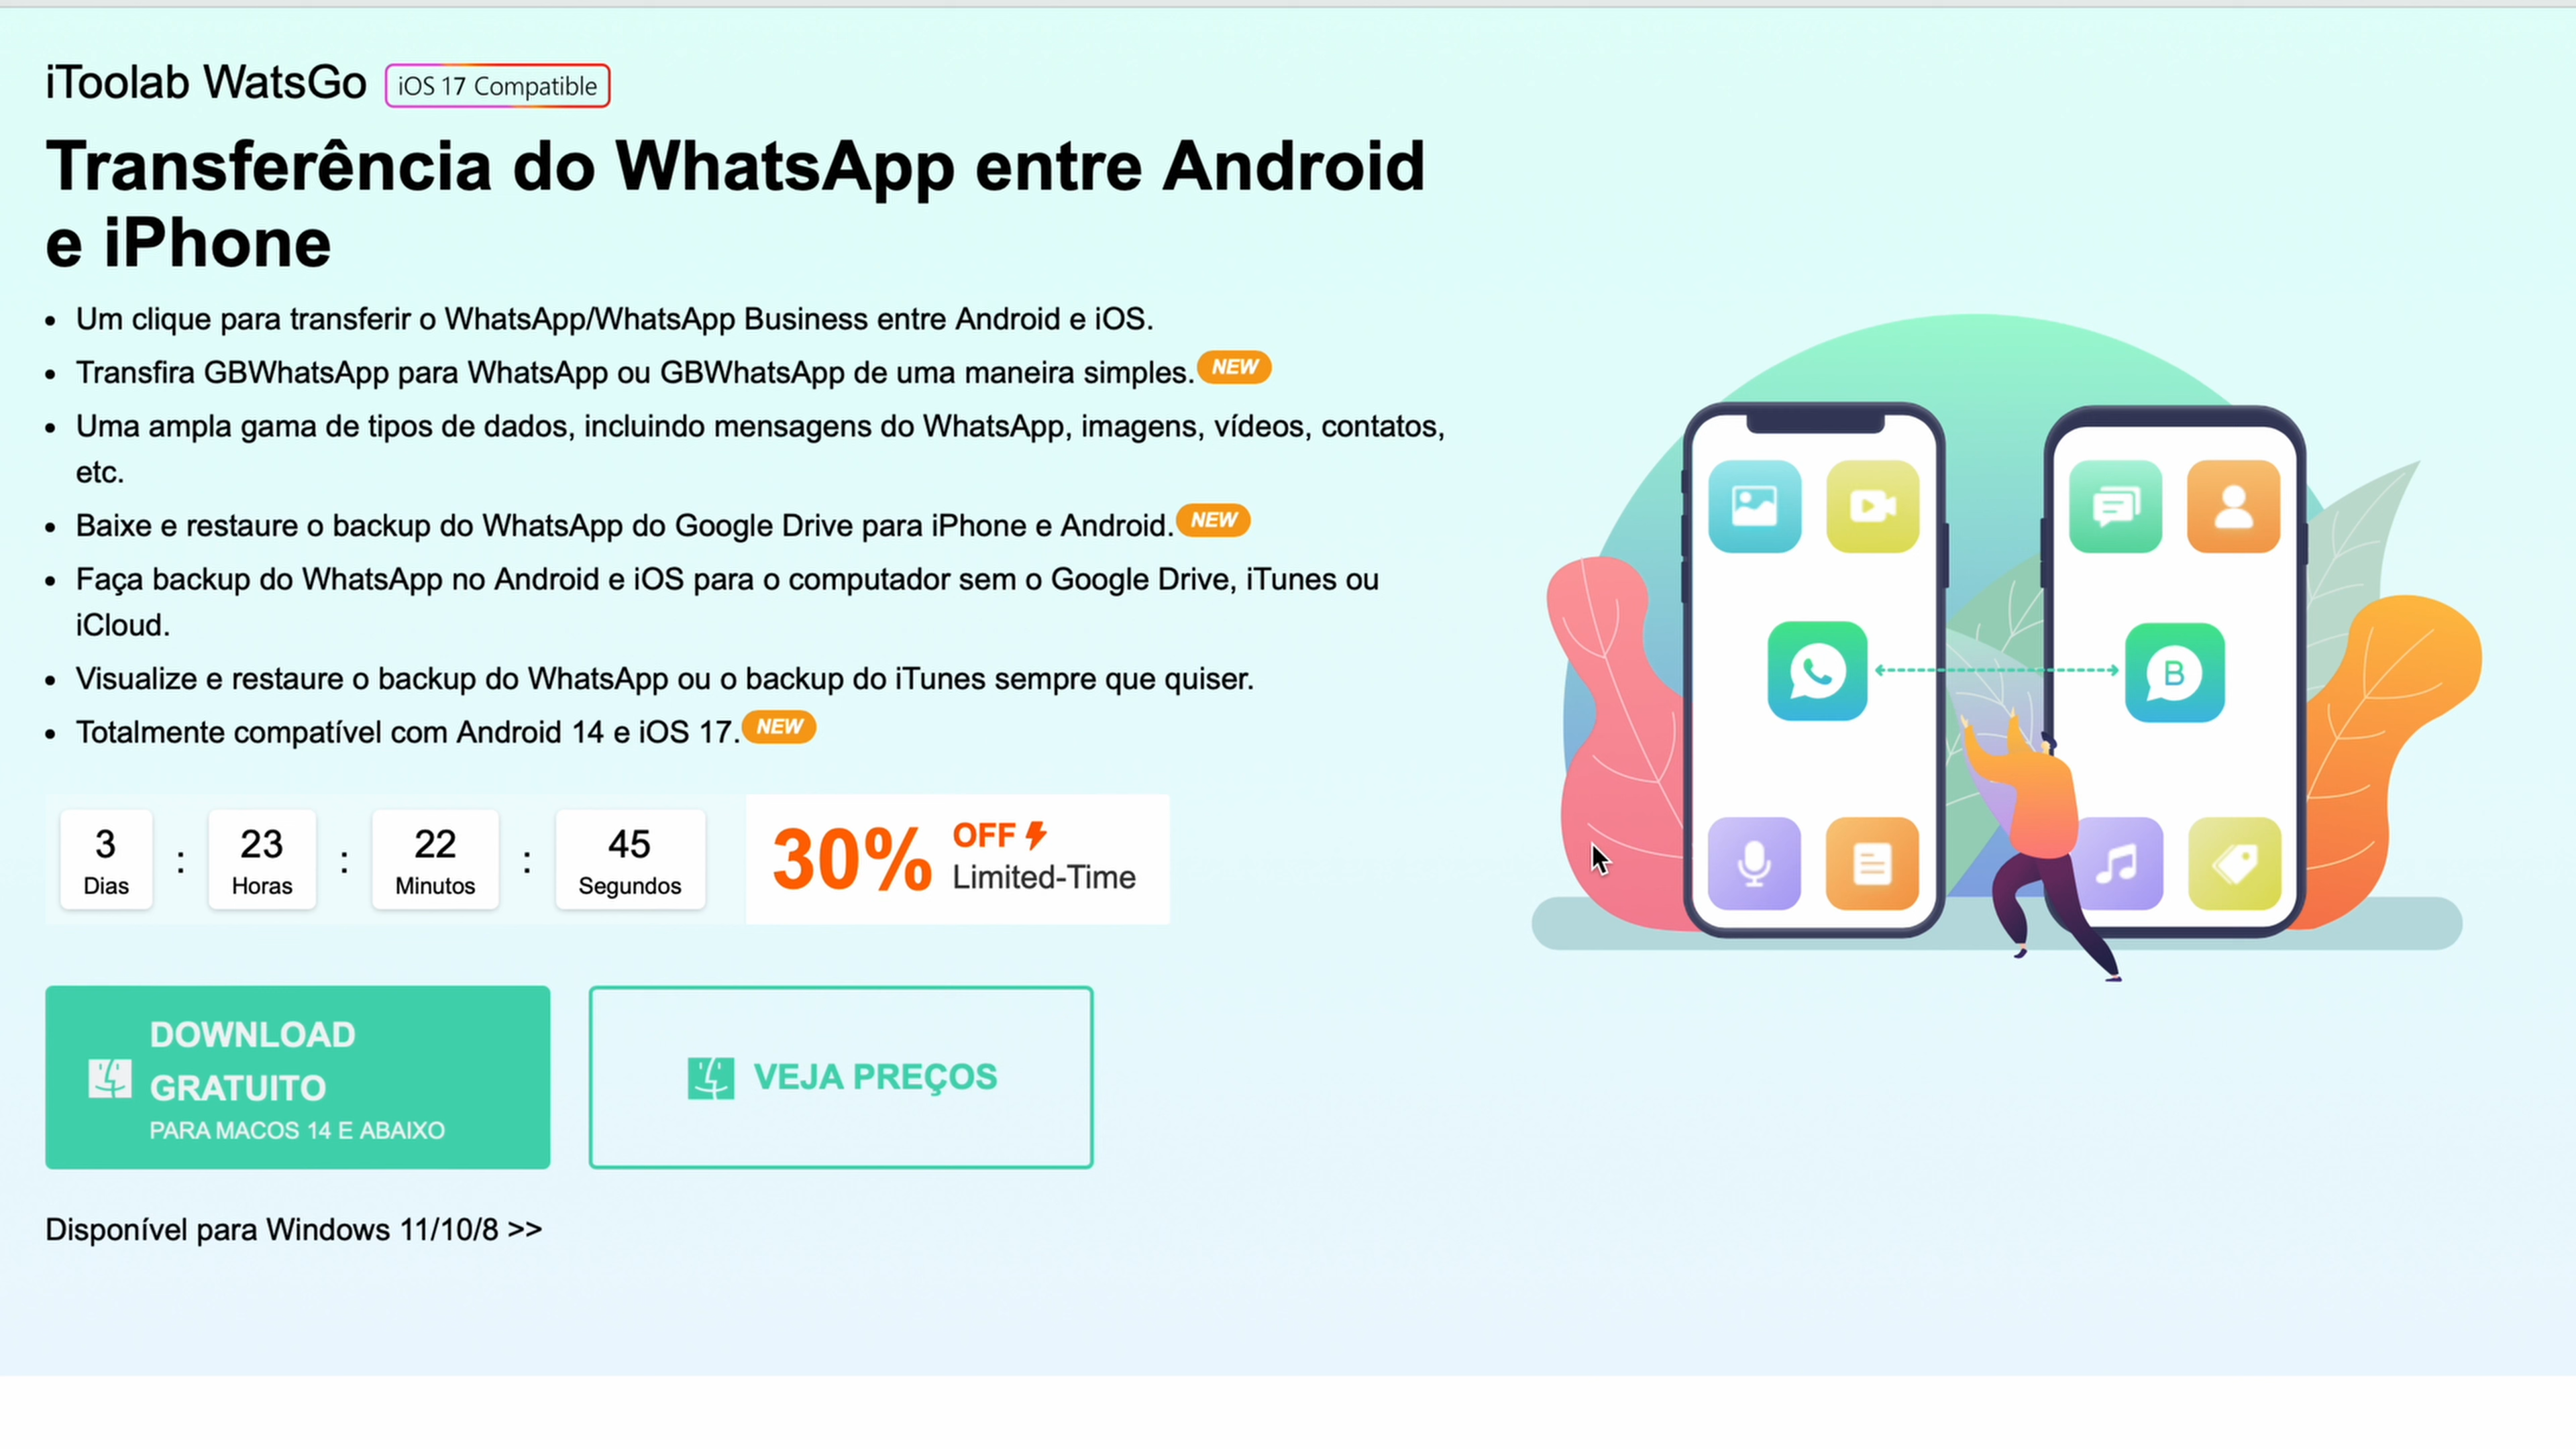 iToolab WatsGo iOS 17 Compatible
Transferência do WhatsApp entre Android
e iPhone
• Um clique para transferir o WhatsApp/WhatsApp Business entre Android e iOS.
• Transfira GBWhatsApp para WhatsApp ou GBWhatsApp de uma maneira simples. NEW
• Uma ampla gama de tipos de dados, incluindo mensagens do WhatsApp, imagens, vídeos, contatos,
etc.
• Baixe e restaure o backup do WhatsApp do Google Drive para iPhone e Android. NEW
• Faça backup do WhatsApp no Android e iOS para o computador sem o Google Drive, iTunes ou
iCloud.
• Visualize e restaure o backup do WhatsApp ou o backup do iTunes sempre que quiser.
• Totalmente compatível com Android 14 e iOS 17. NEW
3 : 23 : 22 : 45
Dias Horas Minutos Segundos
30% OFF
Limited-Time
DOWNLOAD
GRATUITO
PARA MACOS 14 E ABAIXO
VEJA PREÇOS
Disponível para Windows 11/10/8 >>
B